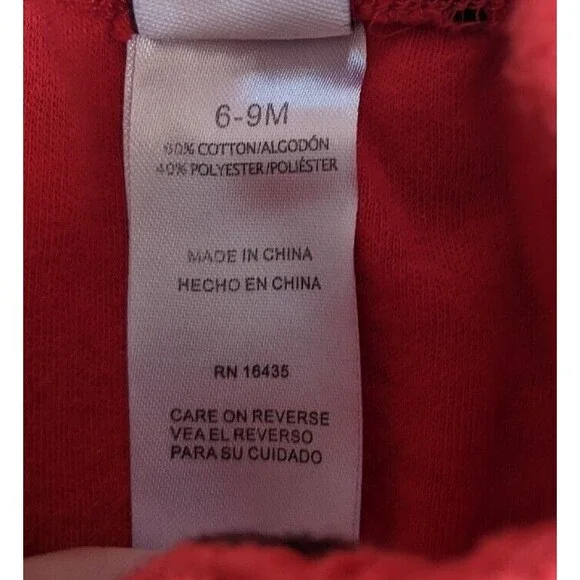 6-9M
60% COTTON/ALGODÓN
40% POLYESTER/POLIÉSTER
MADE IN CHINA
HECHO EN CHINA
RN 16435
CARE ON REVERSE
VEA EL REVERSO
PARA SU CUIDADO